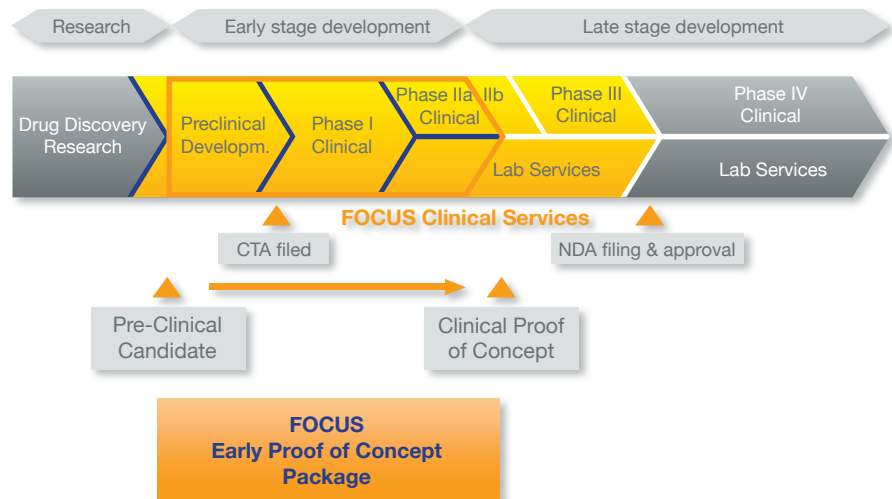 Research
Early stage development
Late stage development
Drug Discovery
Research
Preclinical
Developm.
Phase I
Clinical
Phase IIa IIb
Clinical
Phase III
Clinical
Phase IV
Clinical
Lab Services
Lab Services
FOCUS Clinical Services
CTA filed
NDA filing & approval
Pre-Clinical
Candidate
Clinical Proof
of Concept
FOCUS
Early Proof of Concept
Package